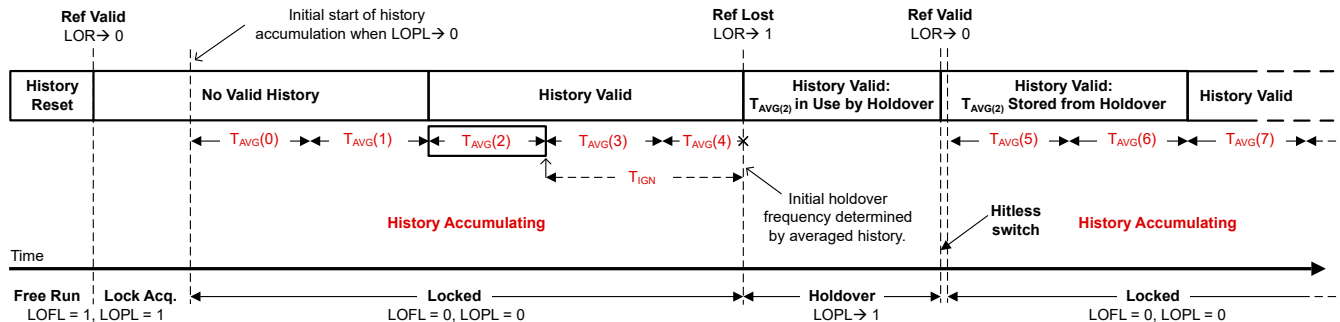 Ref Valid
LOR→ 0
Initial start of history
accumulation when LOPL→ 0
Ref Lost
LOR→ 1
Ref Valid
LOR→ 0
History
Reset
No Valid History
History Valid
History Valid:
TAVG(2) in Use by Holdover
History Valid:
TAVG(2) Stored from Holdover
History Valid
TAVG(0)
TAVG(1)
TAVG(2)
TAVG(3)
TAVG(4)
TAVG(5)
TAVG(6)
TAVG(7)
TIGN
Initial holdover
frequency determined
by averaged history.
History Accumulating
Hitless
switch
History Accumulating
Time
Free Run
Lock Acq.
LOFL = 1, LOPL = 1
Locked
LOFL = 0, LOPL = 0
Holdover
LOPL→ 1
Locked
LOFL = 0, LOPL = 0